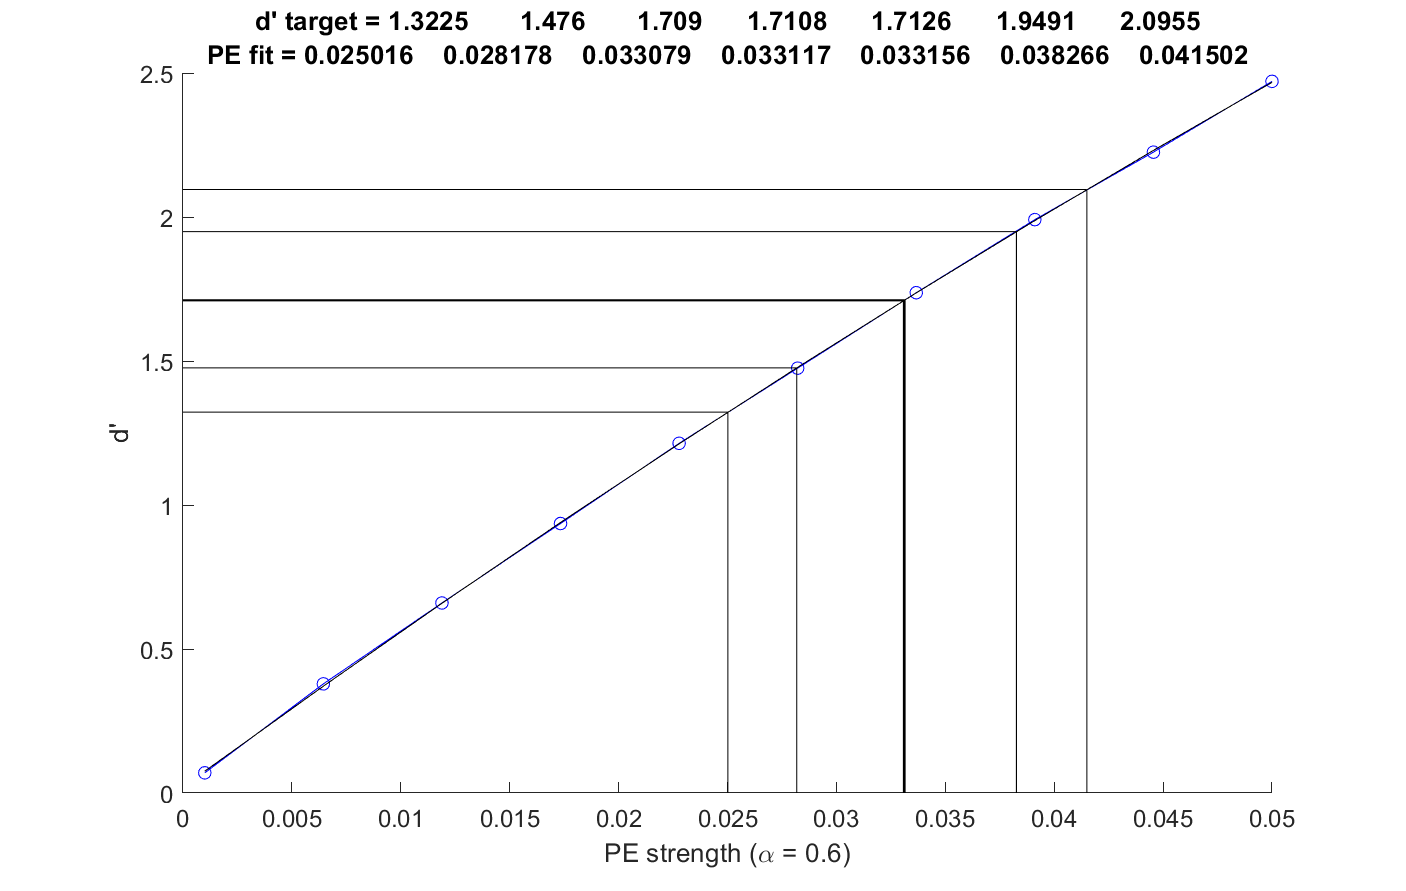 d' target = 1.3225 1.476 1.709 1.7108 1.7126 1.9491 2.0955
PE fit = 0.025016 0.028178 0.033079 0.033117 0.033156 0.038266 0.041502
2.5
2
1.5
1
0.5
0
d'
0 0.005 0.01 0.015 0.02 0.025 0.03 0.035 0.04 0.045 0.05
PE strength (α = 0.6)